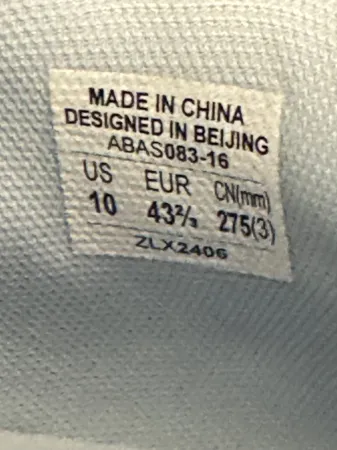 MADE IN CHINA
DESIGNED IN BEIJING
ABAS083-16
US EUR CN(mm)
10 43⅔ 275(3)
ZLX2406